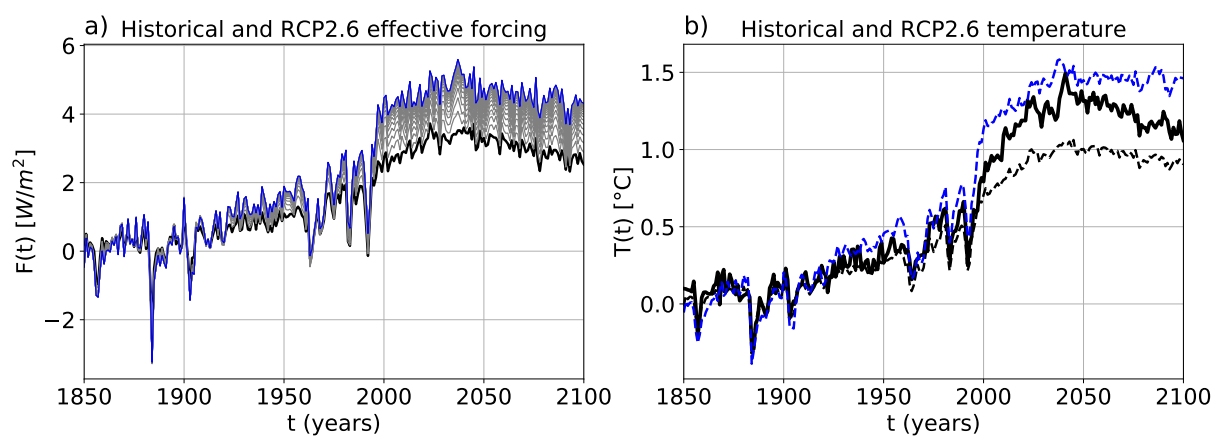 a) Historical and RCP2.6 effective forcing
F(t) [W/m²]
6
4
2
0
−2
1850 1900 1950 2000 2050 2100
t (years)
b) Historical and RCP2.6 temperature
T(t) [°C]
1.5
1.0
0.5
0.0
1850 1900 1950 2000 2050 2100
t (years)